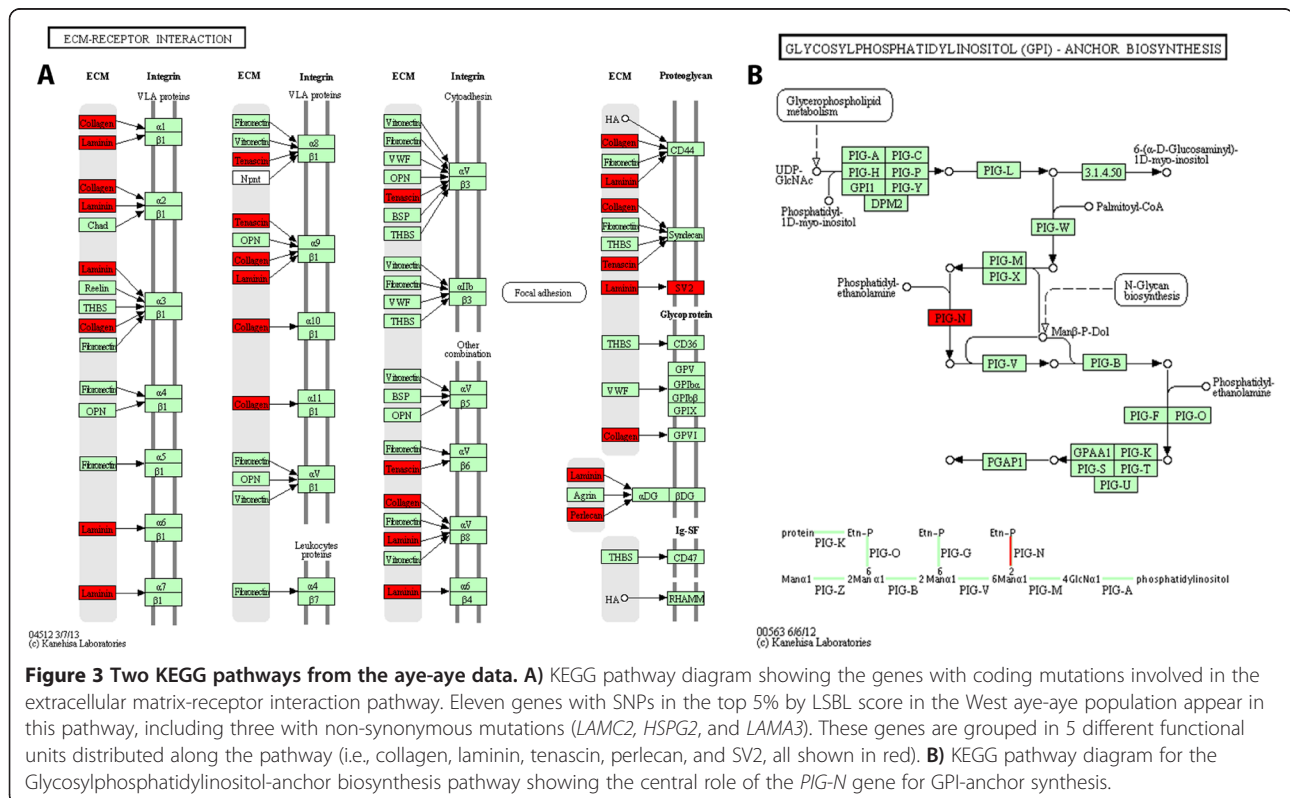 ECM-RECEPTOR INTERACTION
A
ECM Integrin
VLA proteins
Collagen
Laminin
α1
β1
Collagen
Laminin
Chad
α2
β1
Laminin
Reelin
THBS
Collagen
Fibronectin
α3
β1
Fibronectin
OPN
α4
β1
Fibronectin
α5
β1
Laminin
α6
β1
Laminin
α7
β1
ECM Integrin
VLA proteins
Fibronectin
Vitronectin
Tenascin
Npnt
α8
β1
Tenascin
OPN
Collagen
Laminin
α9
β1
Collagen
α10
β1
Collagen
α11
β1
Fibronectin
OPN
Vitronectin
αV
β1
Leukocytes
proteins
Fibronectin
α4
β7
ECM Integrin
Cytoadhesin
Vitronectin
Fibronectin
VWF
OPN
Tenascin
BSP
THBS
αV
β3
Vitronectin
Fibronectin
VWF
THBS
αIIb
β3
Other
combination
Vitronectin
BSP
OPN
αV
β5
Fibronectin
Tenascin
αV
β6
Collagen
Fibronectin
Laminin
Vitronectin
αV
β8
Laminin
α6
β4
Focal adhesion
ECM Proteoglycan
HA
Collagen
Fibronectin
Laminin
CD44
Collagen
Fibronectin
THBS
Tenascin
Syndecan
Laminin
SV2
Glycoprotein
THBS
CD36
VWF
GPV
GPIbα
GPIbβ
GPIX
Collagen
GPVI
Laminin
Agrin
Perlecan
αDG
βDG
Ig-SF
THBS
CD47
HA
RHAMM
04512 3/7/13
(c) Kanehisa Laboratories
GLYCOSYLPHOSPHATIDYLINOSITOL (GPI) - ANCHOR BIOSYNTHESIS
B
Glycerophospholipid
metabolism
UDP-
GlcNAc
Phosphatidyl-
1D-myo-inositol
PIG-A PIG-C
PIG-H PIG-P
GPI1 PIG-Y
DPM2
PIG-L
3.1.4.50
6-(α-D-Glucosaminyl)-
1D-myo-inositol
Palmitoyl-CoA
PIG-W
PIG-M
PIG-X
Phosphatidyl-
ethanolamine
N-Glycan
biosynthesis
PIG-N
Manβ-P-Dol
PIG-V
PIG-B
Phosphatidyl-
ethanolamine
PIG-F PIG-O
PGAP1
GPAA1 PIG-K
PIG-S PIG-T
PIG-U
protein Etn-P Etn-P Etn-P
PIG-K PIG-O PIG-G PIG-N
6 6 2
Manα1 2Manα1 2Manα1 6Manα1 4GlcNAα1 phosphatidylinositol
PIG-Z PIG-B PIG-V PIG-M PIG-A
00563 6/6/12
(c) Kanehisa Laboratories
Figure 3 Two KEGG pathways from the aye-aye data. A) KEGG pathway diagram showing the genes with coding mutations involved in the
extracellular matrix-receptor interaction pathway. Eleven genes with SNPs in the top 5% by LSBL score in the West aye-aye population appear in
this pathway, including three with non-synonymous mutations (LAMC2, HSPG2, and LAMA3). These genes are grouped in 5 different functional
units distributed along the pathway (i.e., collagen, laminin, tenascin, perlecan, and SV2, all shown in red). B) KEGG pathway diagram for the
Glycosylphosphatidylinositol-anchor biosynthesis pathway showing the central role of the PIG-N gene for GPI-anchor synthesis.